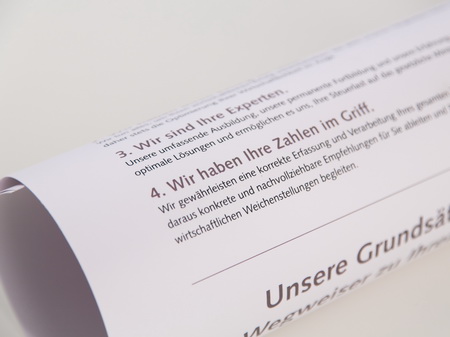 3. Wir sind Ihre Experten.
Unsere umfassende Ausbildung, unsere permanente Fortbildung und unsere
optimale Lösungen und ermöglichen es uns, Ihre Steuerlast auf das gesetzliche
4. Wir haben Ihre Zahlen im Griff.
Wir gewährleisten eine korrekte Erfassung und Verarbeitung Ihrer gesamten
daraus konkrete und nachvollziehbare Empfehlungen für Sie ableiten und
wirtschaftlichen Weichenstellungen begleiten.
Unsere Grundsä
Wegweiser zu Ihre